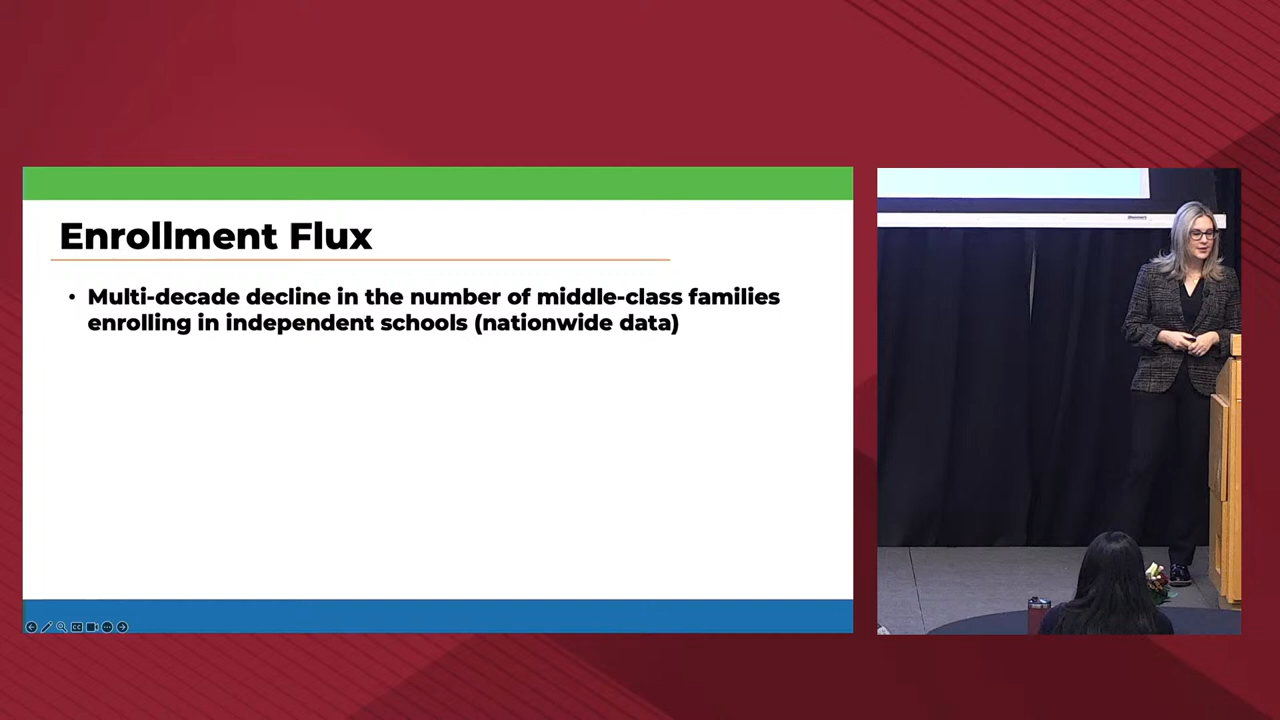 Enrollment Flux
• Multi-decade decline in the number of middle-class families
enrolling in independent schools (nationwide data)